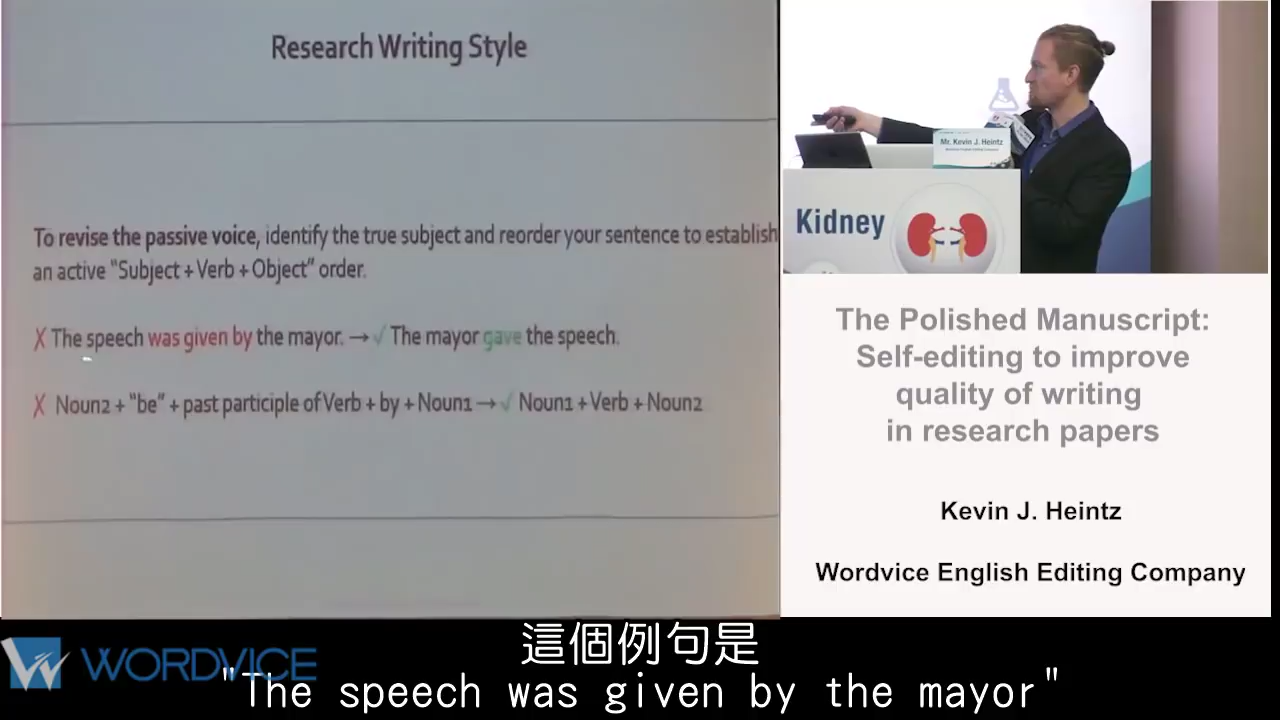 Research Writing Style
To revise the passive voice, identify the true subject and reorder your sentence to establish
an active “Subject + Verb + Object” order.
X The speech was given by the mayor. → √ The mayor gave the speech.
X Noun2 + “be” + past participle of Verb + by + Noun1 → √ Noun1 + Verb + Noun2
Mr. Kevin J. Heintz
Kidney
The Polished Manuscript:
Self-editing to improve
quality of writing
in research papers
Kevin J. Heintz
Wordvice English Editing Company
WORDVICE
這個例句是
"The speech was given by the mayor"